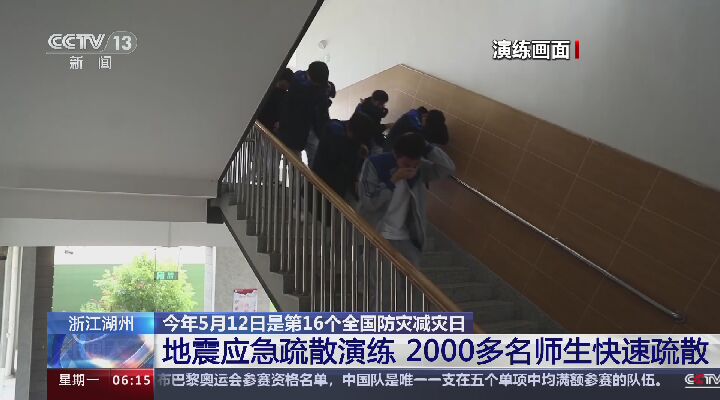 CCTV 13
新闻
演练画面
浙江湖州
今年5月12日是第16个全国防灾减灾日
地震应急疏散演练 2000多名师生快速疏散
星期一 06:15
布巴黎奥运会参赛资格名单，中国队是唯一一支在五个单项中均满额参赛的队伍。